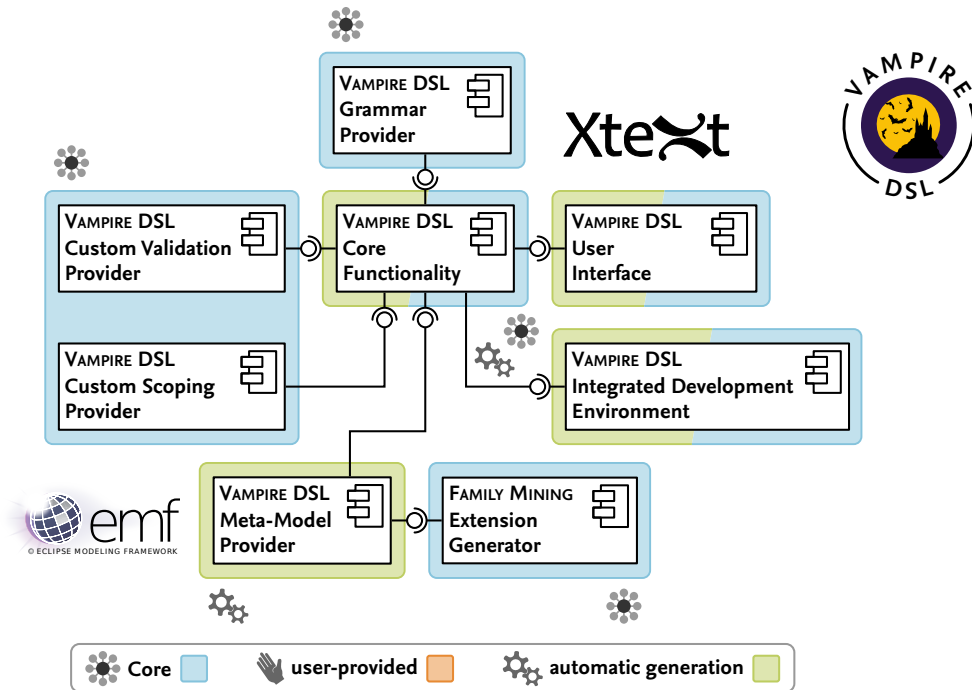 VAMPIRE DSL
Grammar
Provider
Xtext
VAMPIRE
DSL
VAMPIRE DSL
Custom Validation
Provider
VAMPIRE DSL
Core
Functionality
VAMPIRE DSL
User
Interface
VAMPIRE DSL
Custom Scoping
Provider
VAMPIRE DSL
Integrated Development
Environment
emf
© ECLIPSE MODELING FRAMEWORK
VAMPIRE DSL
Meta-Model
Provider
FAMILY MINING
Extension
Generator
Core user-provided automatic generation